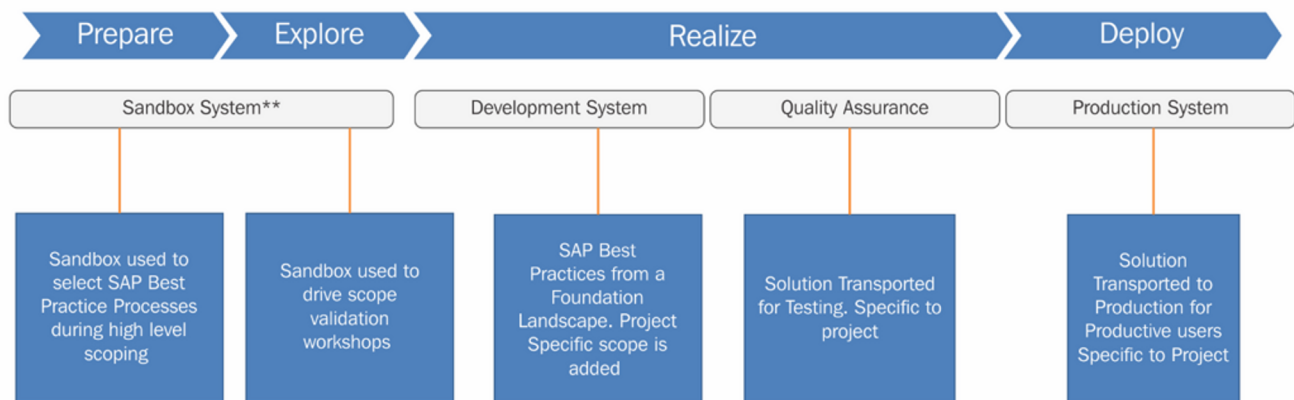 Prepare
Explore
Realize
Deploy
Sandbox System**
Development System
Quality Assurance
Production System
Sandbox used to
select SAP Best
Practice Processes
during high level
scoping
Sandbox used to
drive scope
validation
workshops
SAP Best
Practices from a
Foundation
Landscape. Project
Specific scope is
added
Solution Transported
for Testing. Specific to
project
Solution
Transported to
Production for
Productive users
Specific to Project